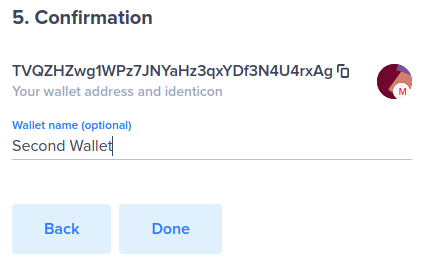 5. Confirmation
TVQZHZwg1WPz7JNYaHz3qxYDf3N4U4rxAg
Your wallet address and identicon
M
Wallet name (optional)
Second Wallet
Back
Done